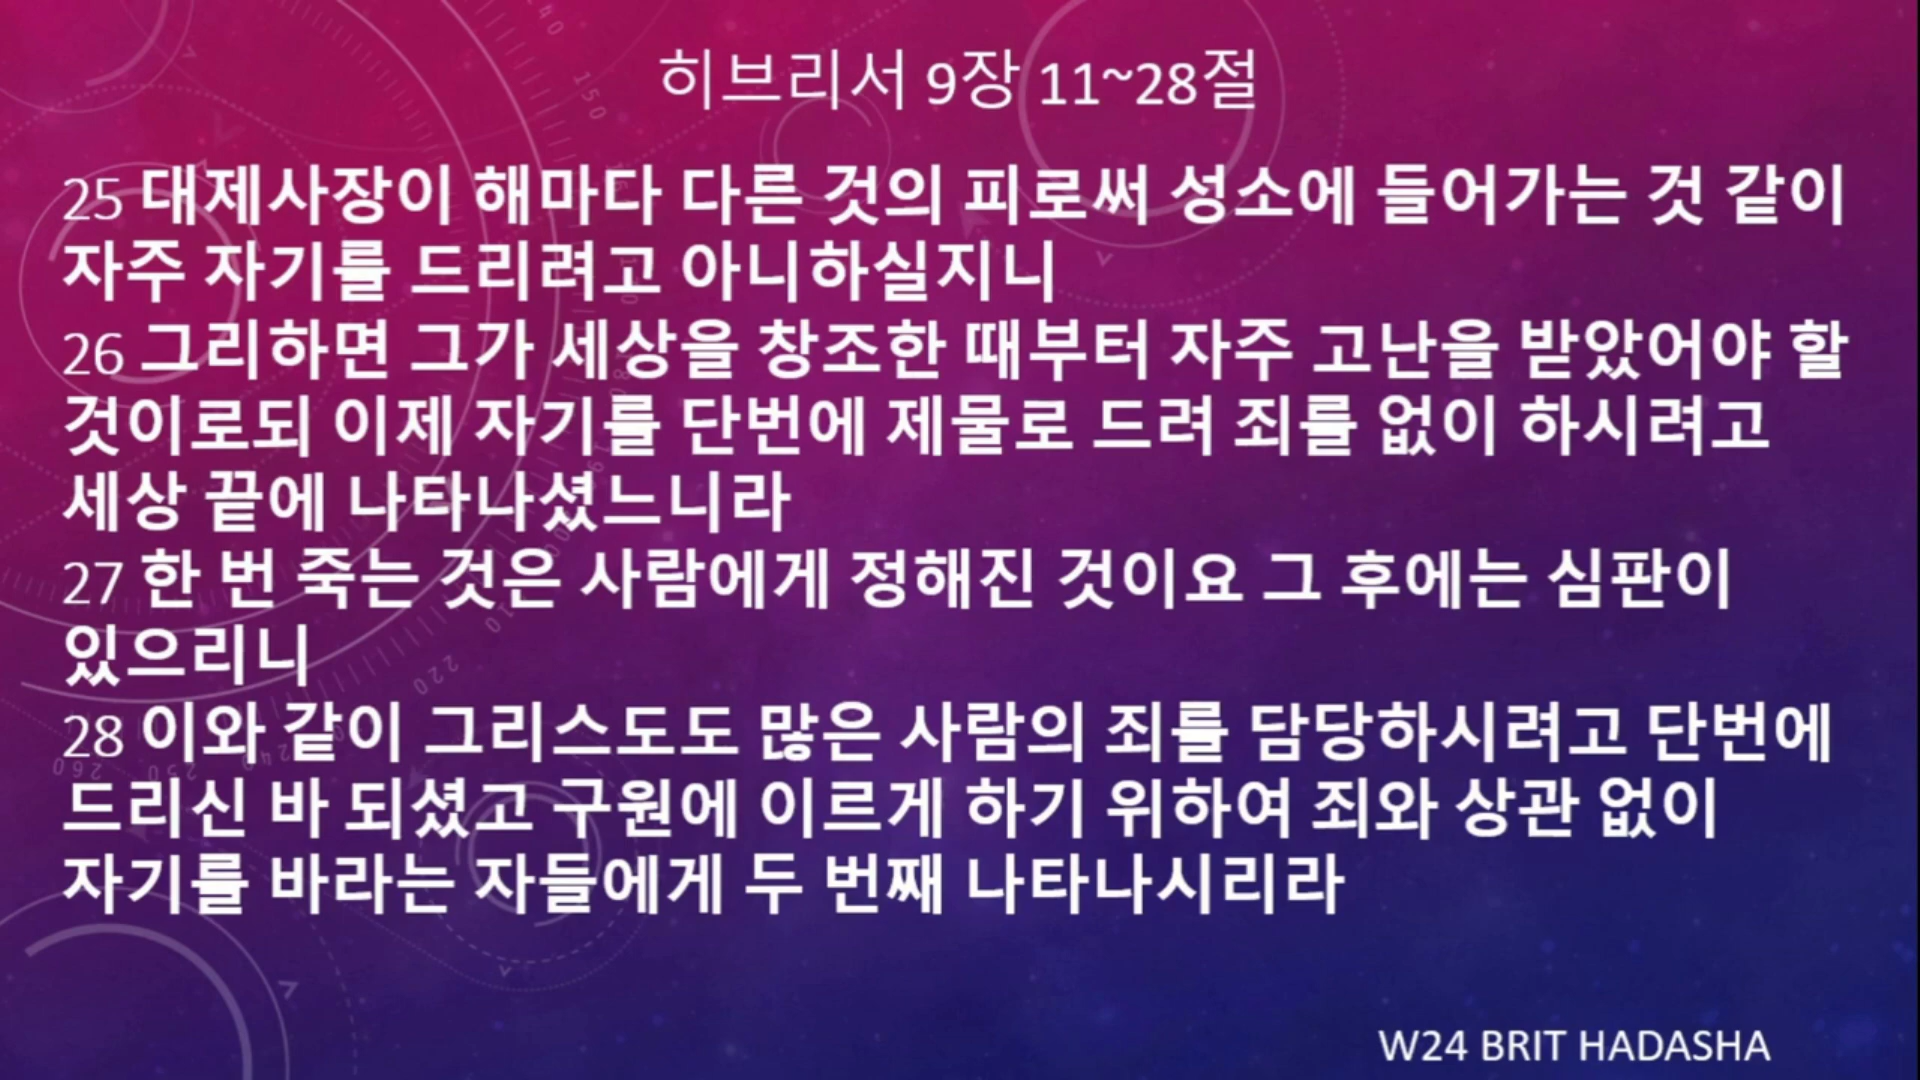 히브리서 9장 11~28절
25 대제사장이 해마다 다른 것의 피로써 성소에 들어가는 것 같이
자주 자기를 드리려고 아니하실지니
26 그리하면 그가 세상을 창조한 때부터 자주 고난을 받았어야 할
것이로되 이제 자기를 단번에 제물로 드려 죄를 없이 하시려고
세상 끝에 나타나셨느니라
27 한 번 죽는 것은 사람에게 정해진 것이요 그 후에는 심판이
있으리니
28 이와 같이 그리스도도 많은 사람의 죄를 담당하시려고 단번에
드리신 바 되셨고 구원에 이르게 하기 위하여 죄와 상관 없이
자기를 바라는 자들에게 두 번째 나타나시리라
W24 BRIT HADASHA